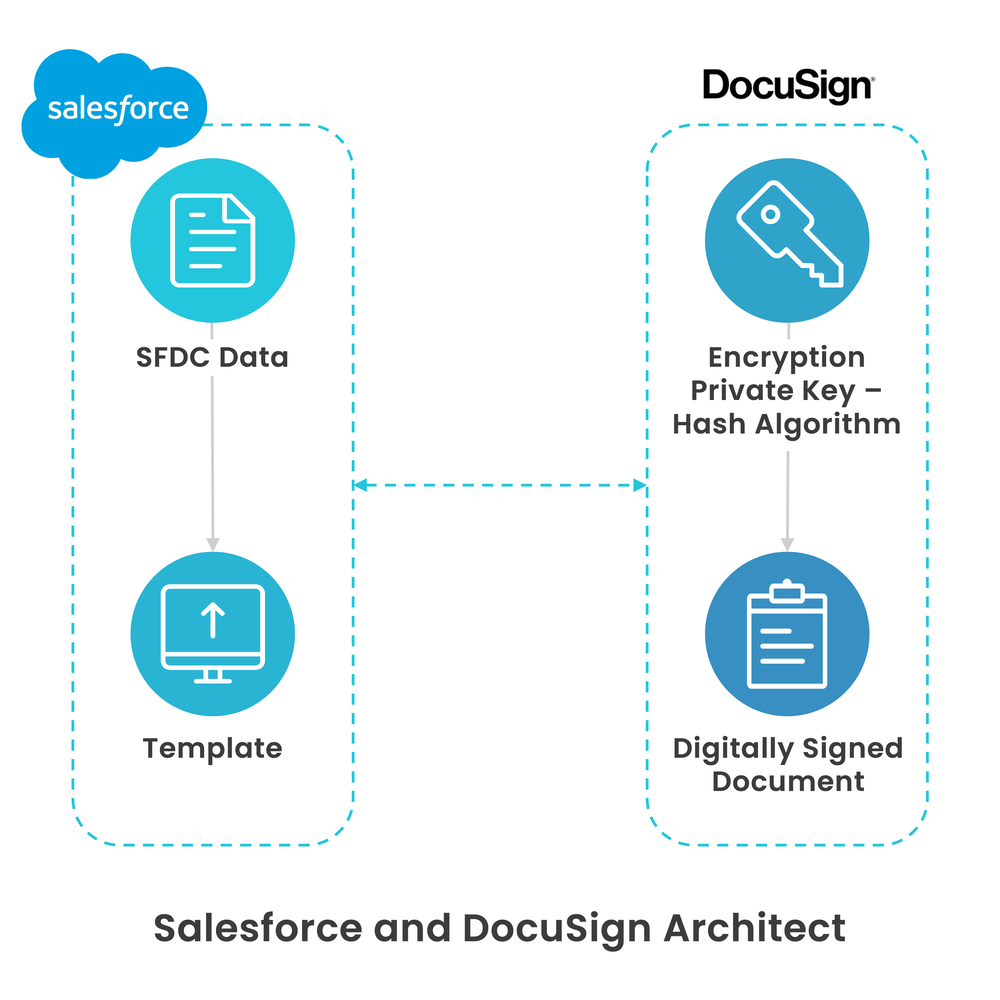 salesforce
DocuSign®
SFDC Data
Encryption
Private Key –
Hash Algorithm
Template
Digitally Signed
Document
Salesforce and DocuSign Architect